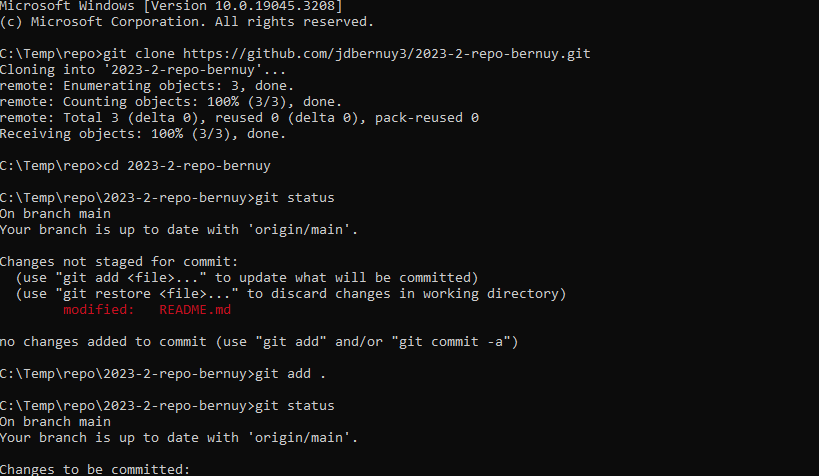 Microsoft Windows [Version 10.0.19045.3208]
(c) Microsoft Corporation. All rights reserved.
C:\Temp\repo>git clone https://github.com/jdbernuy3/2023-2-repo-bernuy.git
Cloning into '2023-2-repo-bernuy'...
remote: Enumerating objects: 3, done.
remote: Counting objects: 100% (3/3), done.
remote: Total 3 (delta 0), reused 0 (delta 0), pack-reused 0
Receiving objects: 100% (3/3), done.
C:\Temp\repo>cd 2023-2-repo-bernuy
C:\Temp\repo\2023-2-repo-bernuy>git status
On branch main
Your branch is up to date with 'origin/main'.
Changes not staged for commit:
  (use "git add <file>..." to update what will be committed)
  (use "git restore <file>..." to discard changes in working directory)
        modified:   README.md
no changes added to commit (use "git add" and/or "git commit -a")
C:\Temp\repo\2023-2-repo-bernuy>git add .
C:\Temp\repo\2023-2-repo-bernuy>git status
On branch main
Your branch is up to date with 'origin/main'.
Changes to be committed: